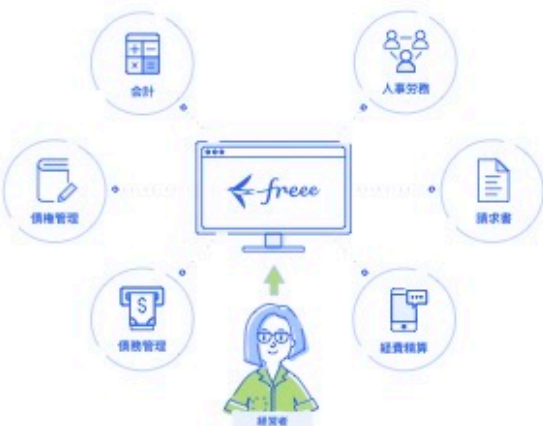 会計
人事労務
freee
債権管理
請求書
債務管理
経費精算
経営者